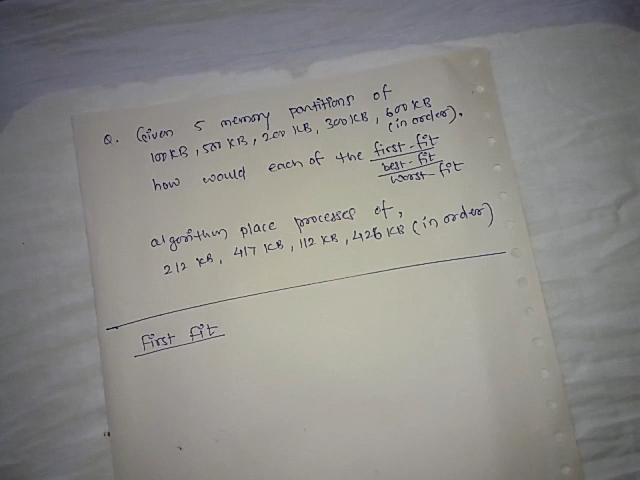 Q. Given 5 memory partitions of
100 KB, 500 KB, 200 KB, 300 KB, 600 KB
(in order).
how would each of the first-fit
best-fit
worst-fit
algorithm place processes of,
212 KB, 417 KB, 112 KB, 426 KB (in order)
First fit